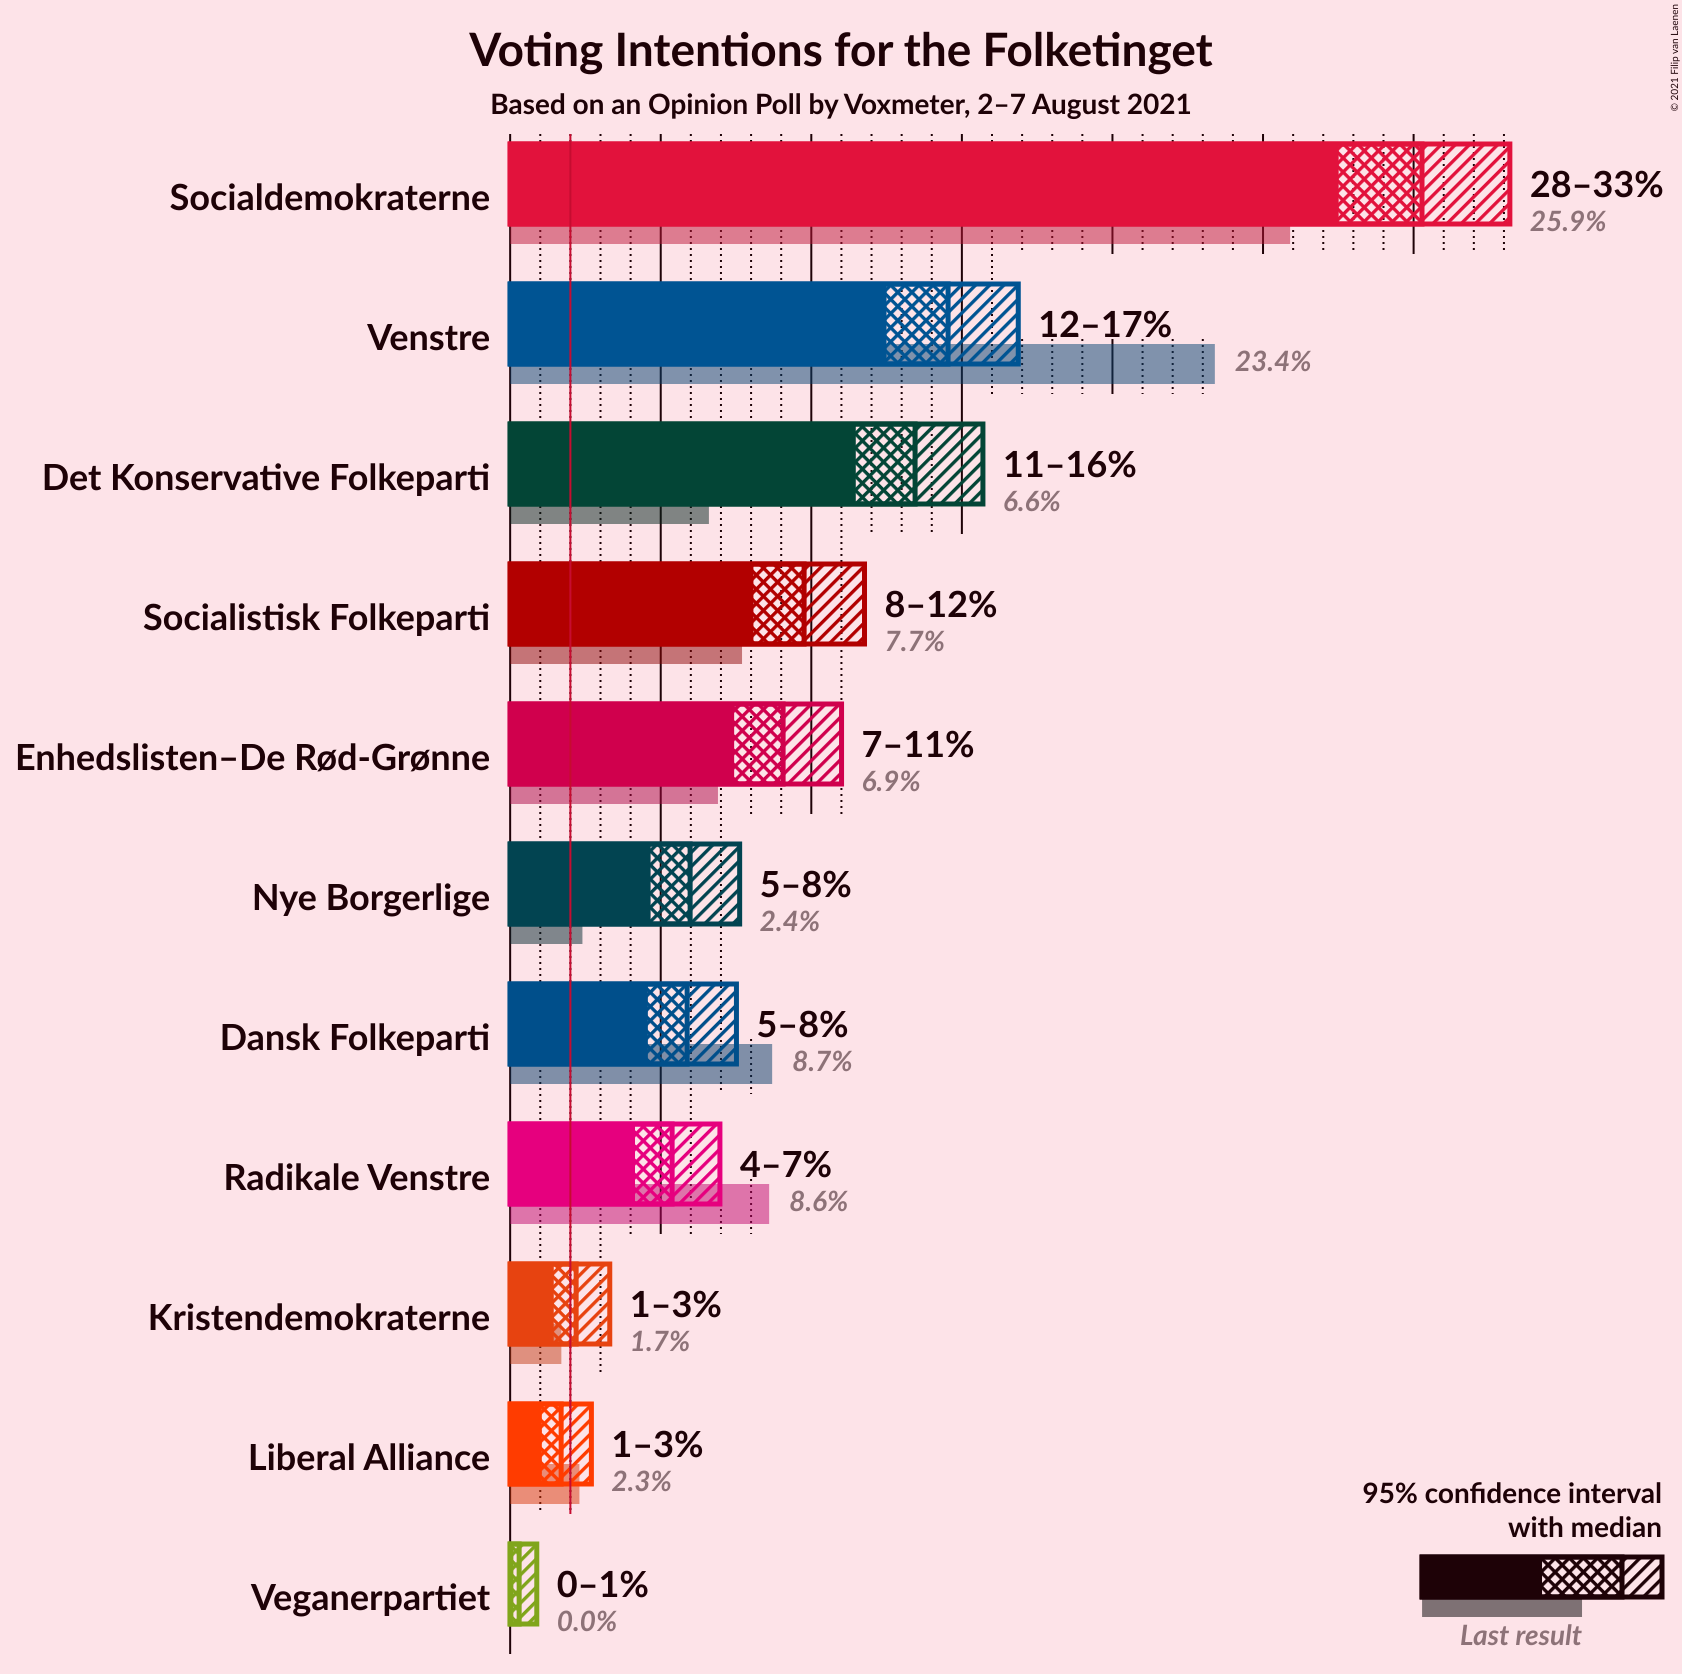 Voting Intentions for the Folketinget
Based on an Opinion Poll by Voxmeter, 2–7 August 2021
© 2021 Filip van Laenen
Socialdemokraterne
28–33%
25.9%
Venstre
12–17%
23.4%
Det Konservative Folkeparti
11–16%
6.6%
Socialistisk Folkeparti
8–12%
7.7%
Enhedslisten–De Rød-Grønne
7–11%
6.9%
Nye Borgerlige
5–8%
2.4%
Dansk Folkeparti
5–8%
8.7%
Radikale Venstre
4–7%
8.6%
Kristendemokraterne
1–3%
1.7%
Liberal Alliance
1–3%
2.3%
Veganerpartiet
0–1%
0.0%
95% confidence interval
with median
Last result